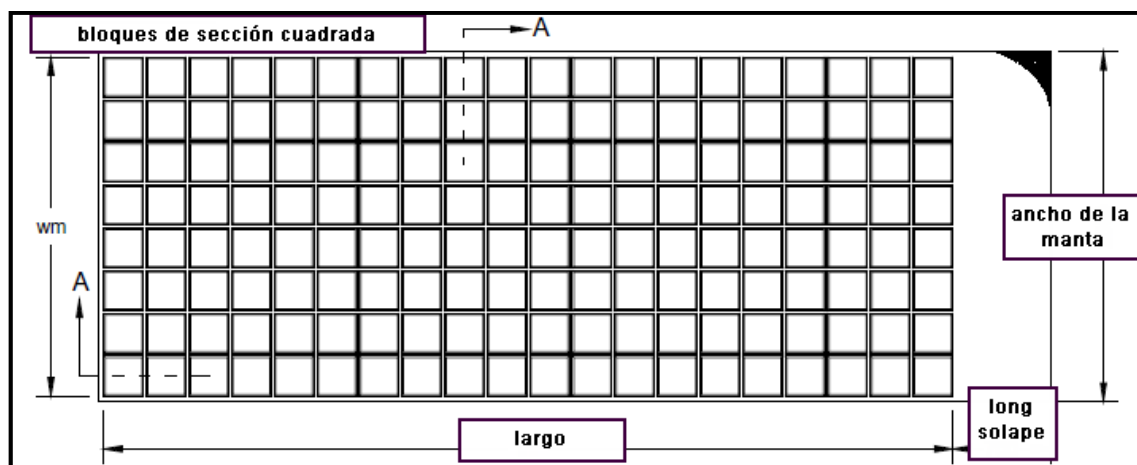 bloques de sección cuadrada
A
wm
ancho de la
manta
A
largo
long
solape